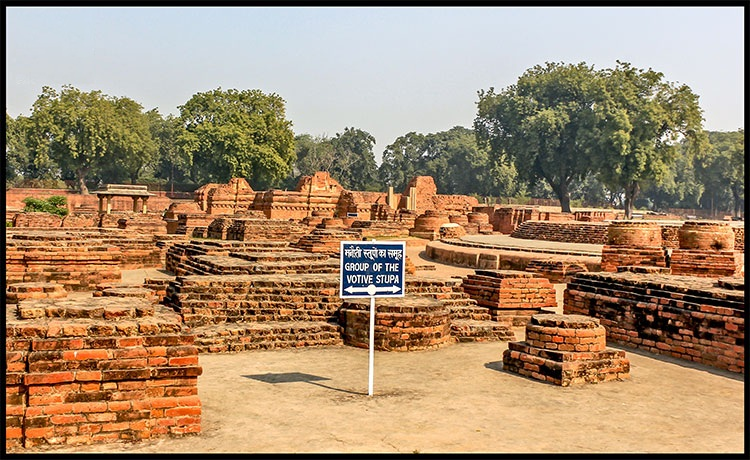 मनौती स्तूपों का समूह
GROUP OF THE
VOTIVE STUPA